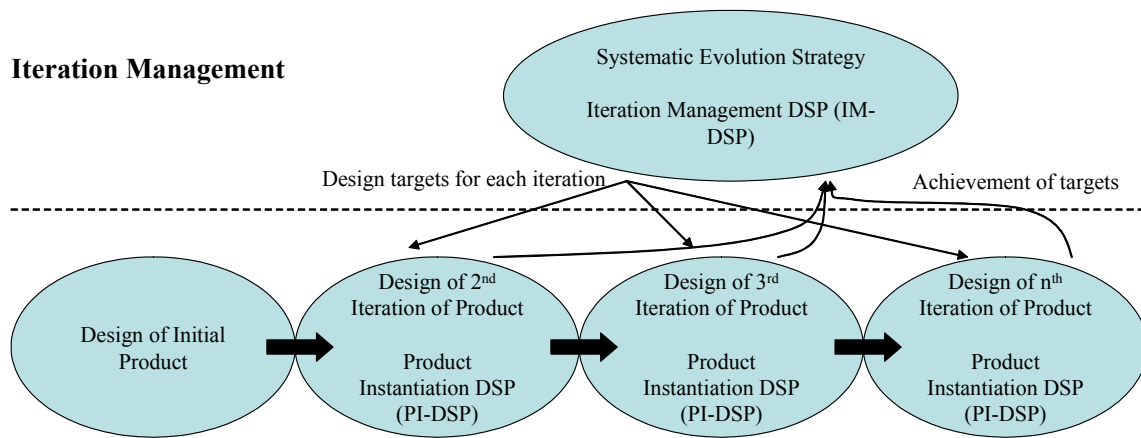 Iteration Management
Systematic Evolution Strategy
Iteration Management DSP (IM-
DSP)
Design targets for each iteration
Achievement of targets
Design of Initial
Product
Design of 2nd
Iteration of Product
Product
Instantiation DSP
(PI-DSP)
Design of 3rd
Iteration of Product
Product
Instantiation DSP
(PI-DSP)
Design of nth
Iteration of Product
Product
Instantiation DSP
(PI-DSP)